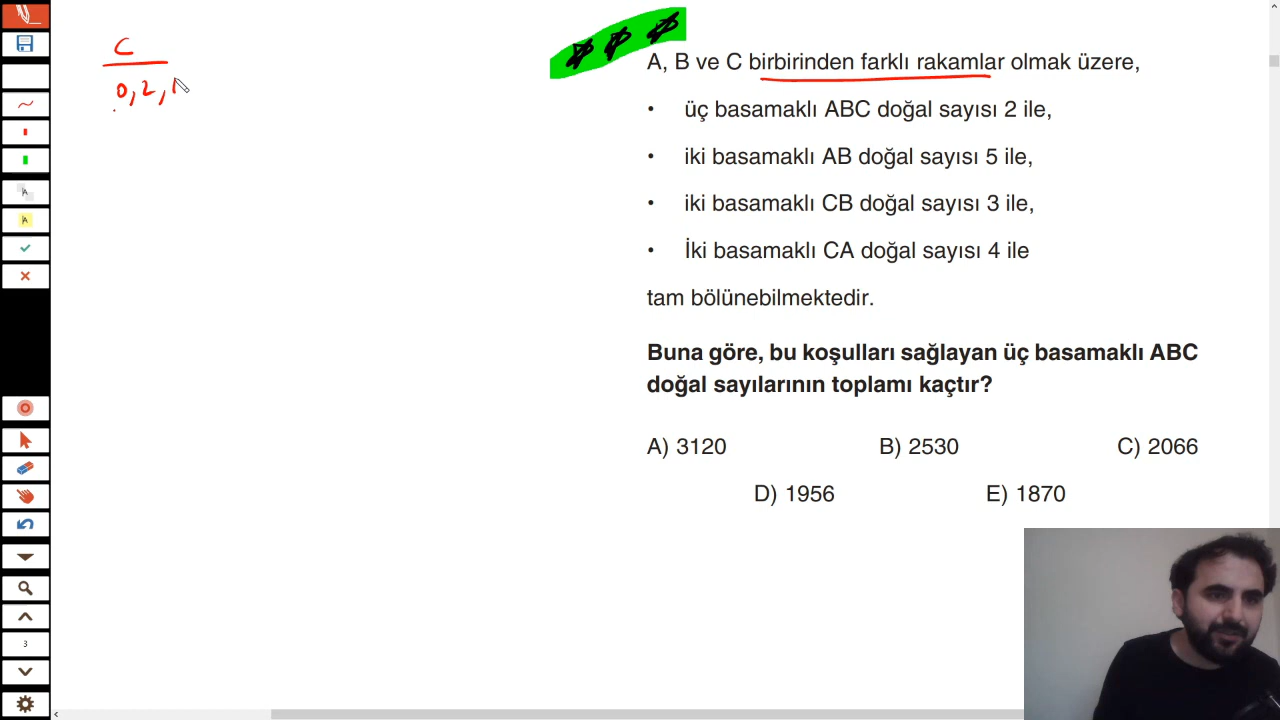 C
0, 2,
A, B ve C birbirinden farklı rakamlar olmak üzere,
• üç basamaklı ABC doğal sayısı 2 ile,
• iki basamaklı AB doğal sayısı 5 ile,
• iki basamaklı CB doğal sayısı 3 ile,
• İki basamaklı CA doğal sayısı 4 ile
tam bölünebilmektedir.
Buna göre, bu koşulları sağlayan üç basamaklı ABC
doğal sayılarının toplamı kaçtır?
A) 3120 B) 2530 C) 2066
D) 1956 E) 1870
3